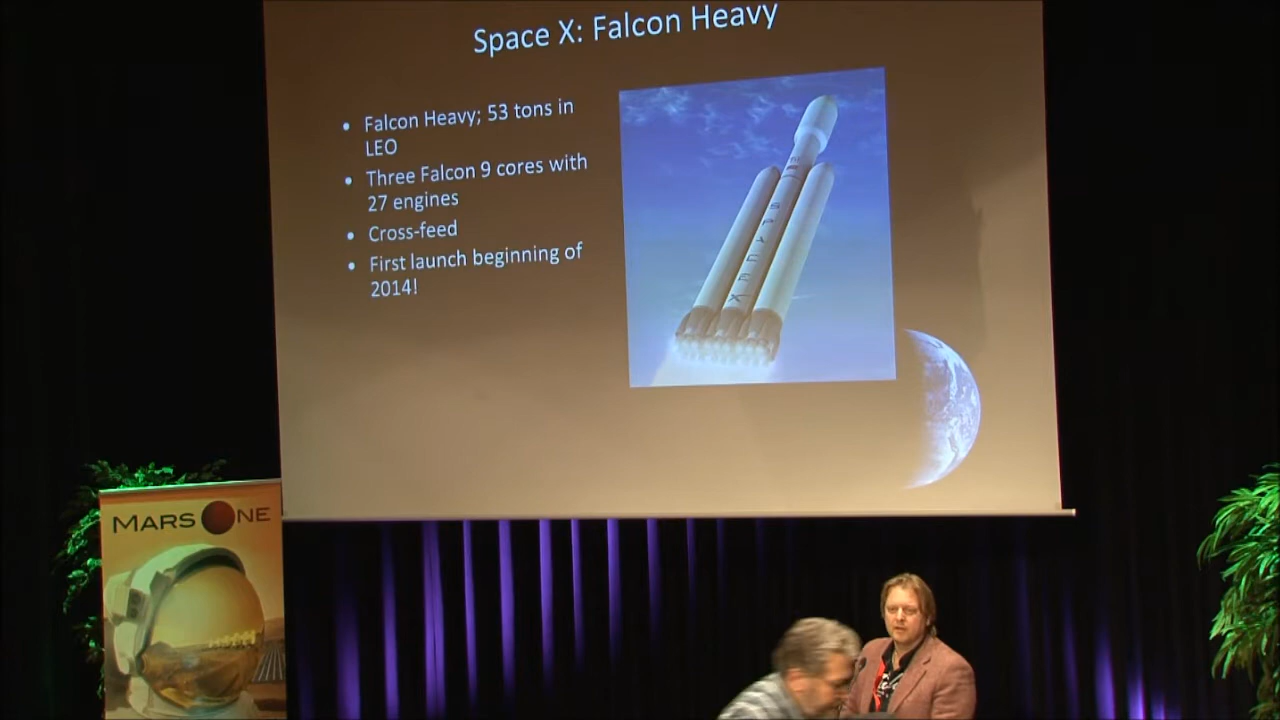 Space X: Falcon Heavy
• Falcon Heavy; 53 tons in
LEO
• Three Falcon 9 cores with
27 engines
• Cross-feed
• First launch beginning of
2014!
SPACEX
MARS ONE